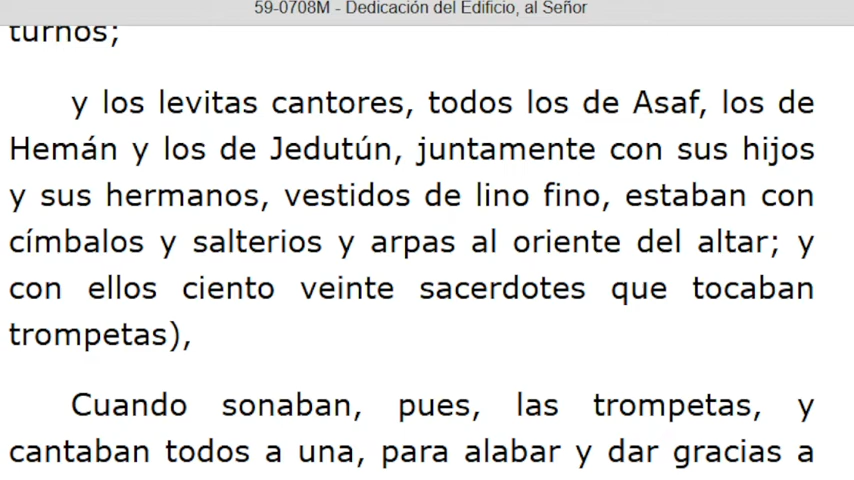 59-0708M - Dedicación del Edificio, al Señor
turnos;
y los levitas cantores, todos los de Asaf, los de
Hemán y los de Jedutún, juntamente con sus hijos
y sus hermanos, vestidos de lino fino, estaban con
címbalos y salterios y arpas al oriente del altar; y
con ellos ciento veinte sacerdotes que tocaban
trompetas),
Cuando sonaban, pues, las trompetas, y
cantaban todos a una, para alabar y dar gracias a